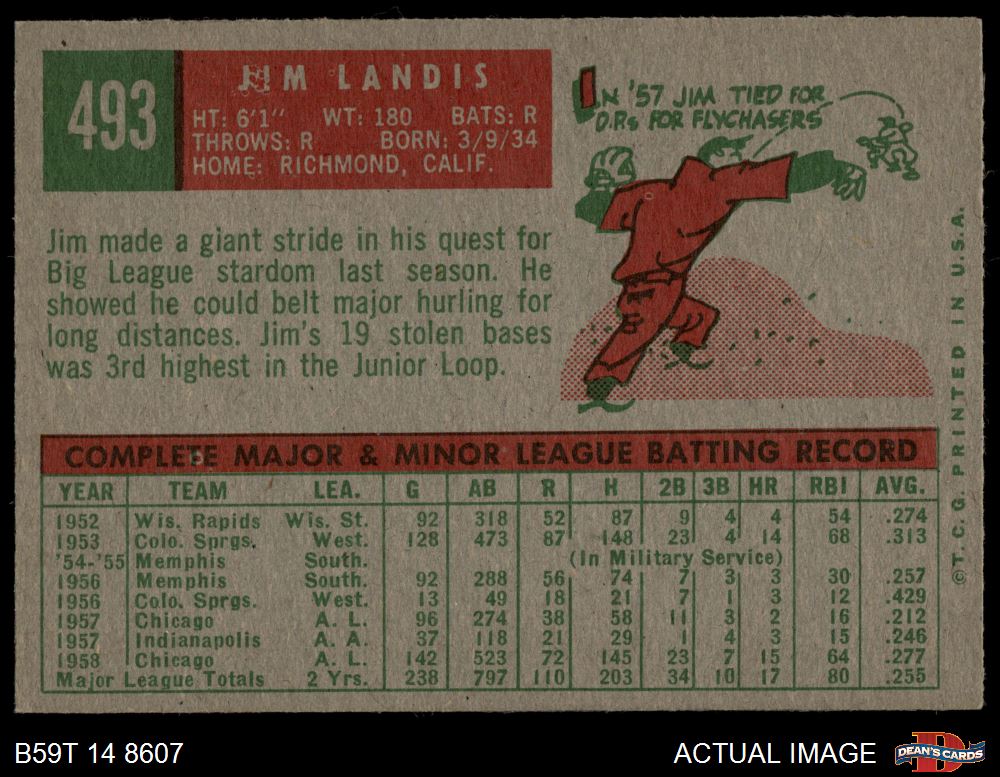 493
JIM LANDIS
HT: 6'1" WT: 180 BATS: R
THROWS: R BORN: 3/9/34
HOME: RICHMOND, CALIF.
IN '57 JIM TIED FOR
D.P.s FOR FLYCHASERS
Jim made a giant stride in his quest for
Big League stardom last season. He
showed he could belt major hurling for
long distances. Jim's 19 stolen bases
was 3rd highest in the Junior Loop.
COMPLETE MAJOR & MINOR LEAGUE BATTING RECORD
YEAR TEAM LEA. G AB R H 2B 3B HR RBI AVG.
1952 Wis. Rapids Wis. St. 92 318 52 87 9 4 4 54 .274
1953 Colo. Sprgs. West. 128 473 87 148 23 4 14 68 .313
'54-'55 Memphis South. (In Military Service)
1956 Memphis South. 92 288 56 74 7 3 3 30 .257
1956 Colo. Sprgs. West. 13 49 18 21 7 1 3 12 .429
1957 Chicago A. L. 96 274 38 58 11 3 2 16 .212
1957 Indianapolis A. A. 37 118 21 29 1 4 3 15 .246
1958 Chicago A. L. 142 523 72 145 23 7 15 64 .277
Major League Totals 2 Yrs. 238 797 110 203 34 10 17 80 .255
©T. C. G. PRINTED IN U.S.A.
B59T 14 8607
ACTUAL IMAGE
D
DEAN'S CARDS